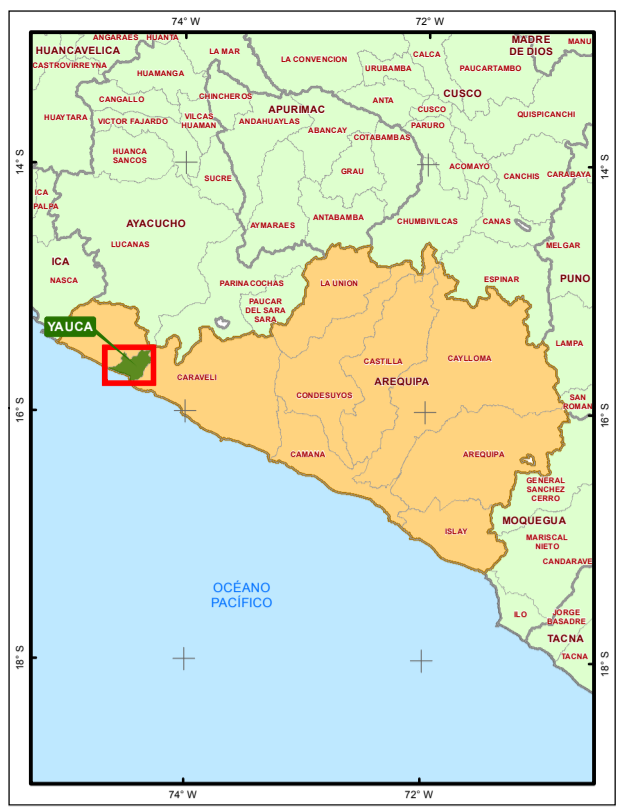 74° W
72° W
ANGARAES
HUANTA
LA MAR
LA CONVENCION
CALCA
MADRE
DE DIOS
MANU
HUANCAVELICA
CASTROVIRREYNA
HUAMANGA
URUBAMBA
PAUCARTAMBO
CUSCO
CANGALLO
CHINCHEROS
ANTA
HUAYTARA
VICTOR FAJARDO
VILCAS
HUAMAN
APURIMAC
ANDAHUAYLAS
ABANCAY
COTABAMBAS
CUSCO
PARURO
QUISPICANCHI
14° S
HUANCA
SANCOS
SUCRE
GRAU
ACOMAYO
CANCHIS
CARABAYA
14° S
ICA
PALPA
AYACUCHO
LUCANAS
AYMARAES
ANTABAMBA
CHUMBIVILCAS
CANAS
MELGAR
ICA
NASCA
PARINACOCHAS
PAUCAR
DEL SARA
SARA
LA UNION
ESPINAR
PUNO
YAUCA
LAMPA
CARAVELI
CASTILLA
CAYLLOMA
AREQUIPA
CONDESUYOS
SAN
ROMAN
16° S
16° S
CAMANA
AREQUIPA
GENERAL
SANCHEZ
CERRO
MOQUEGUA
ISLAY
MARISCAL
NIETO
CANDARAVE
OCÉANO
PACÍFICO
ILO
JORGE
BASADRE
TACNA
TACNA
18° S
18° S
74° W
72° W